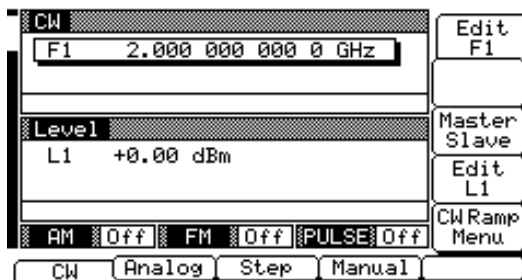 CW
F1 2.000 000 000 0 GHz
Level
L1 +0.00 dBm
AM Off FM Off PULSE Off
Edit
F1
Master
Slave
Edit
L1
CW Ramp
Menu
CW Analog Step Manual